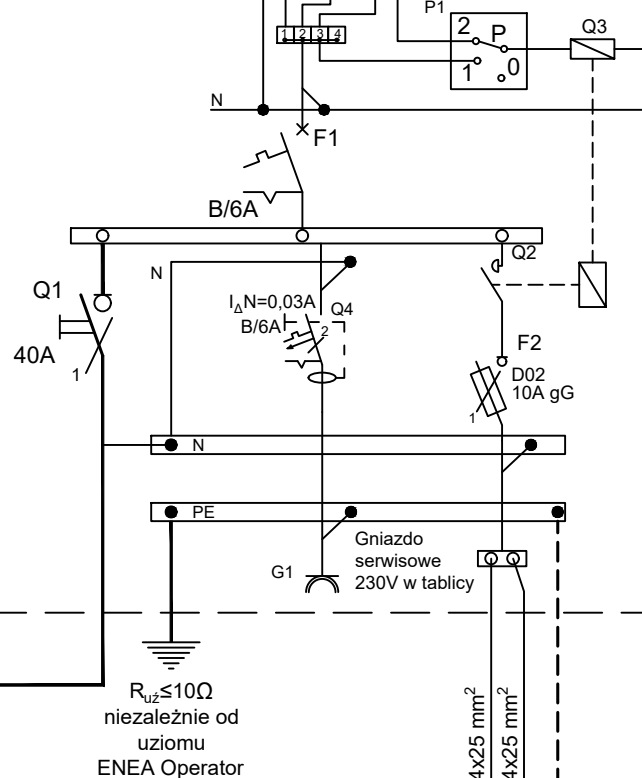 P1
2
P
Q3
1 2 3 4
1
0
N
F1
B/6A
Q2
N
Q1
I∆N=0,03A
Q4
B/6A
2
40A
F2
1
D02
10A gG
1
N
PE
Gniazdo
serwisowe
230V w tablicy
G1
Ruż≤10Ω
niezależnie od
uziomu
ENEA Operator
4x25 mm²
4x25 mm²